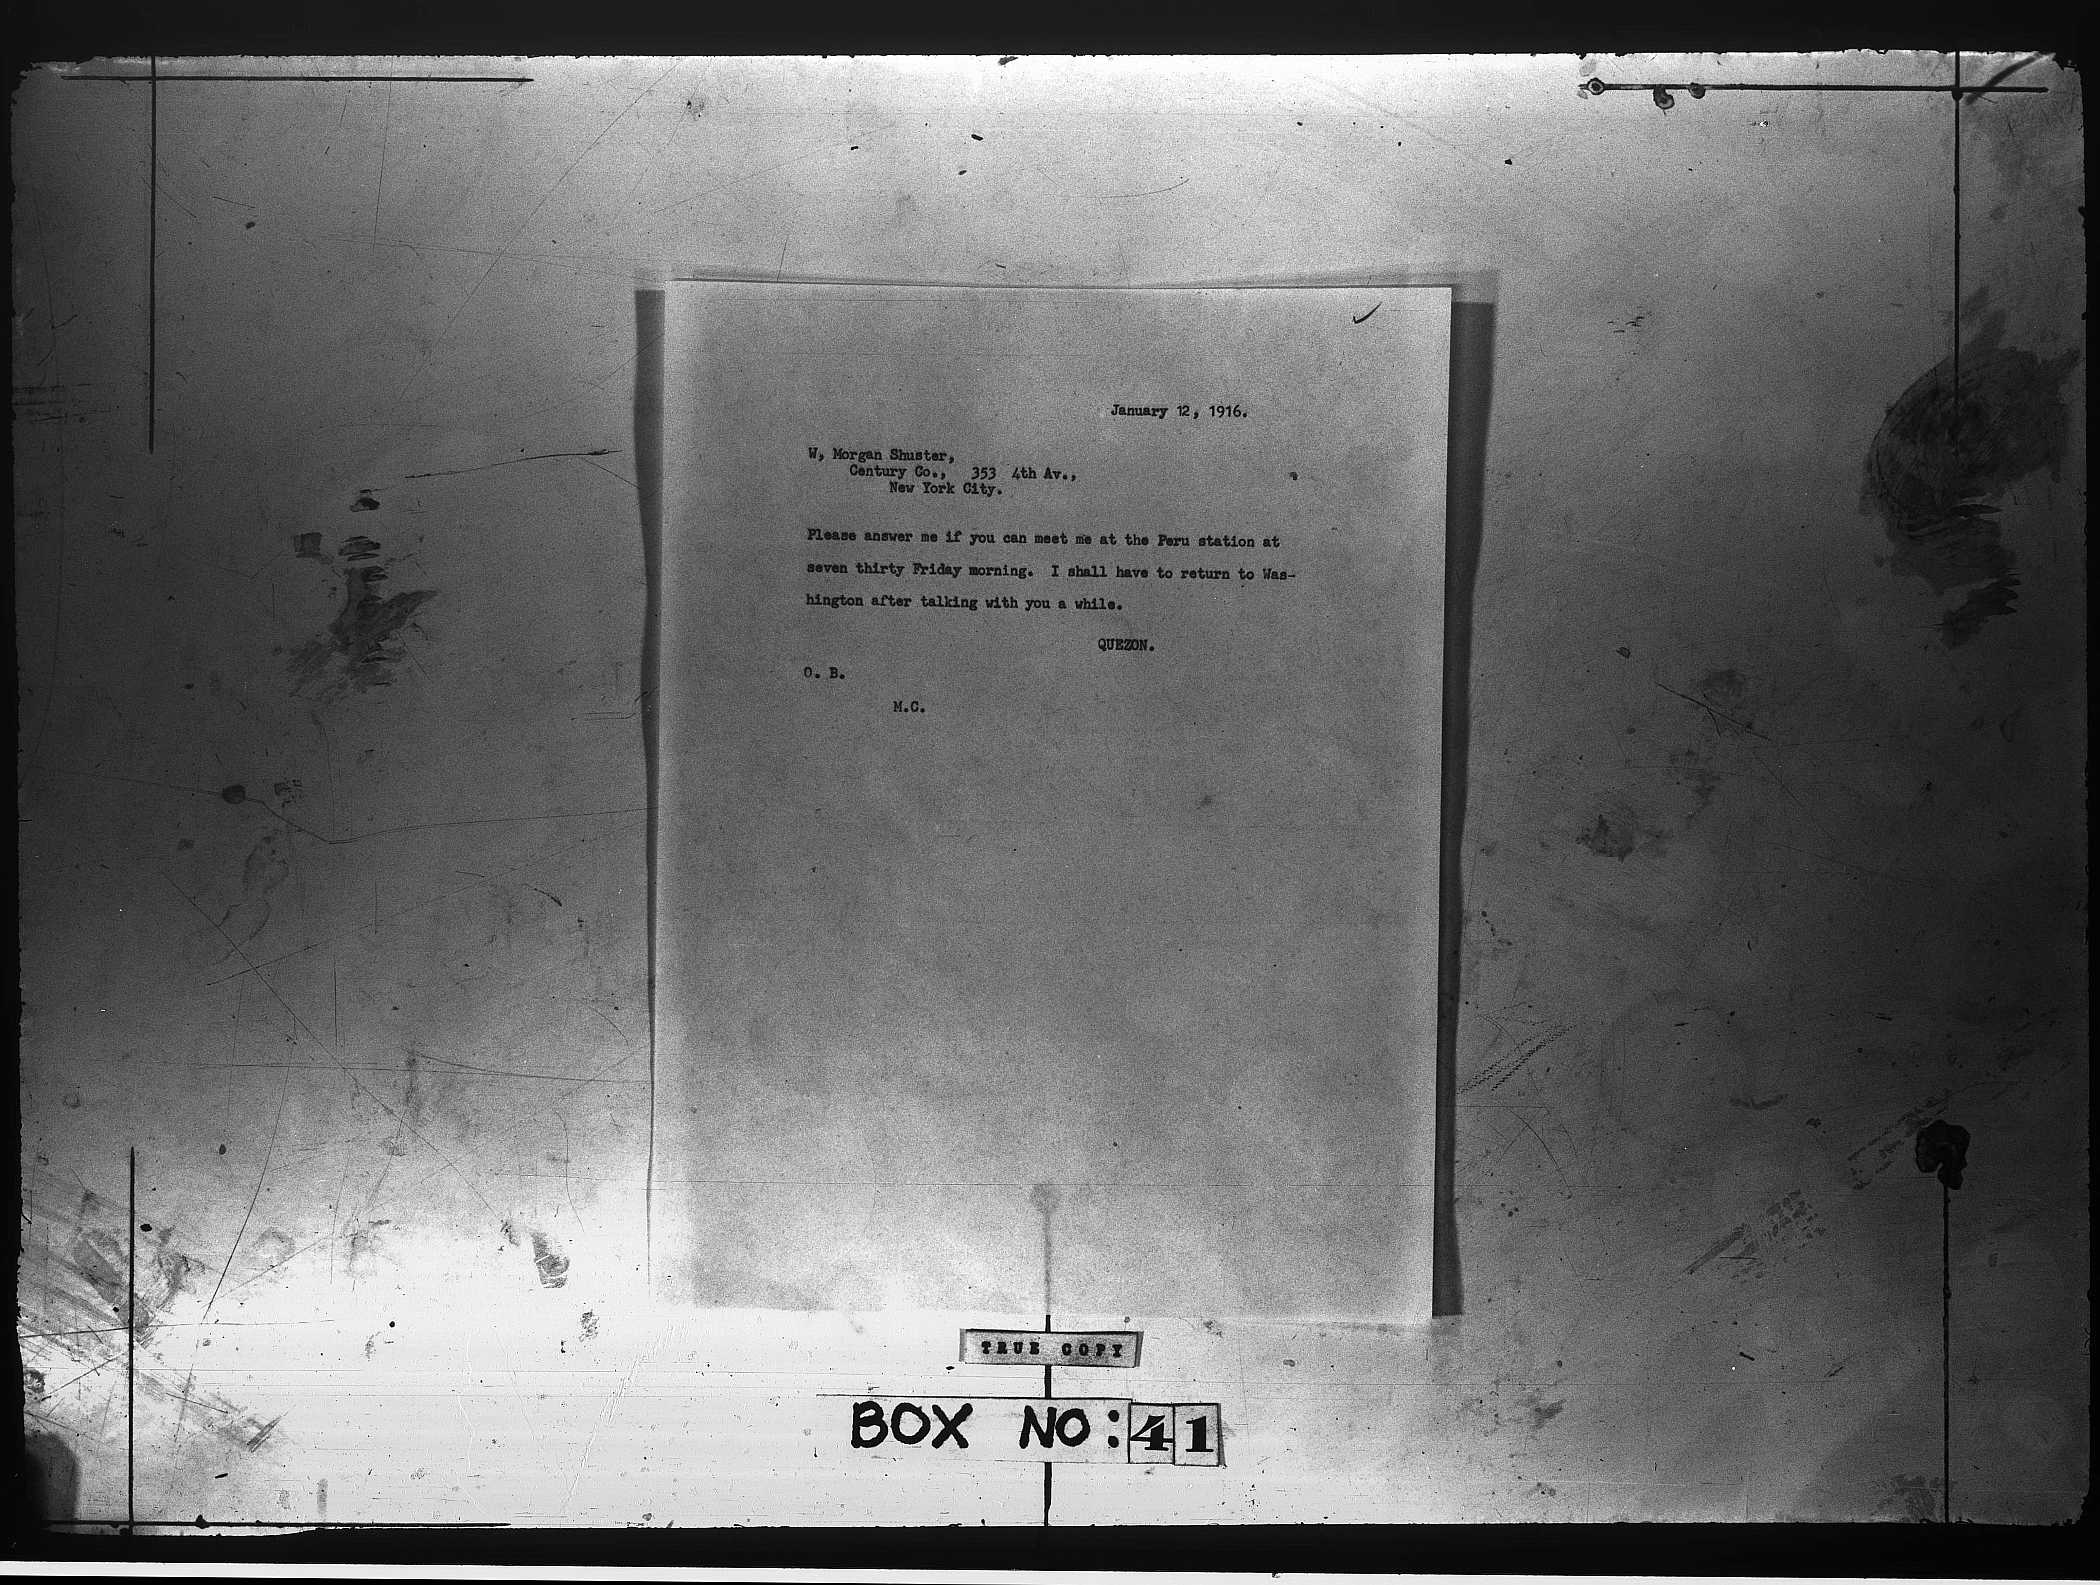 January 12, 1916.
W, Morgan Shuster,
Century Co., 353 4th Av.,
New York City.
Please answer me if you can meet me at the Peru station at
seven thirty Friday morning. I shall have to return to Was-
hington after talking with you a while.
QUEZON.
O. B.
M.C.
TRUE COPY
BOX NO: 41